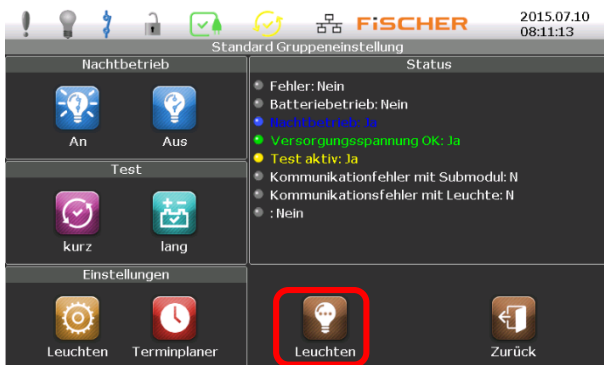 FiSCHER
2015.07.10
08:11:13
Standard Gruppeneinstellung
Nachtbetrieb
An
Aus
Test
kurz
lang
Einstellungen
Leuchten
Terminplaner
Status
Fehler: Nein
Batteriebetrieb: Nein
Nachtbetrieb: Ja
Versorgungsspannung OK: Ja
Test aktiv: Ja
Kommunikationfehler mit Submodul: N
Kommunikationsfehler mit Leuchte: N
: Nein
Leuchten
Zurück